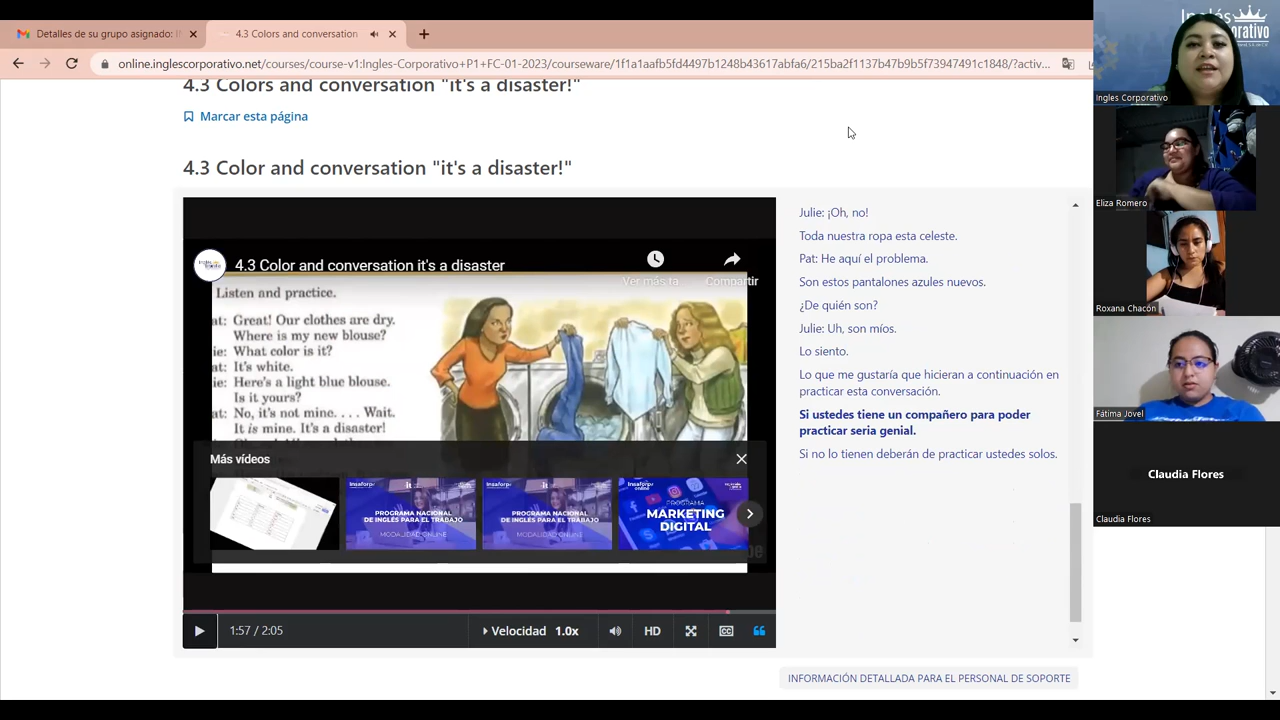 Detalles de su grupo asignado: I
4.3 Colors and conversation
online.inglescorporativo.net/courses/course-v1:Ingles-Corporativo+P1+FC-01-2023/courseware/1f1a1aafb5fd4497b1248b43617abfa6/215ba2f1137b47b9b5f73947491c1848/?activ...
4.3 Colors and conversation "it's a disaster!"
Marcar esta página
4.3 Color and conversation "it's a disaster!"
4.3 Color and conversation it's a disaster
Ver más ta
Compartir
Listen and practice.
at: Great! Our clothes are dry.
Where is my new blouse?
ie: What color is it?
at: It's white.
ie: Here's a light blue blouse.
Is it yours?
at: No, it's not mine. . . . Wait.
It is mine. It's a disaster!
Más vídeos
Insaforp
PROGRAMA NACIONAL
DE INGLÉS PARA EL TRABAJO
MODALIDAD ONLINE
Insaforp
PROGRAMA NACIONAL
DE INGLÉS PARA EL TRABAJO
MODALIDAD ONLINE
Insaforp
PROGRAMA
MARKETING
DIGITAL
1:57 / 2:05
Velocidad 1.0x
HD
CC
Julie: ¡Oh, no!
Toda nuestra ropa esta celeste.
Pat: He aquí el problema.
Son estos pantalones azules nuevos.
¿De quién son?
Julie: Uh, son míos.
Lo siento.
Lo que me gustaría que hicieran a continuación en
practicar esta conversación.
Si ustedes tiene un compañero para poder
practicar seria genial.
Si no lo tienen deberán de practicar ustedes solos.
INFORMACIÓN DETALLADA PARA EL PERSONAL DE SOPORTE
Inglés
Ingles Corporativo
Eliza Romero
Roxana Chacón
Fátima Jovel
Claudia Flores
Claudia Flores